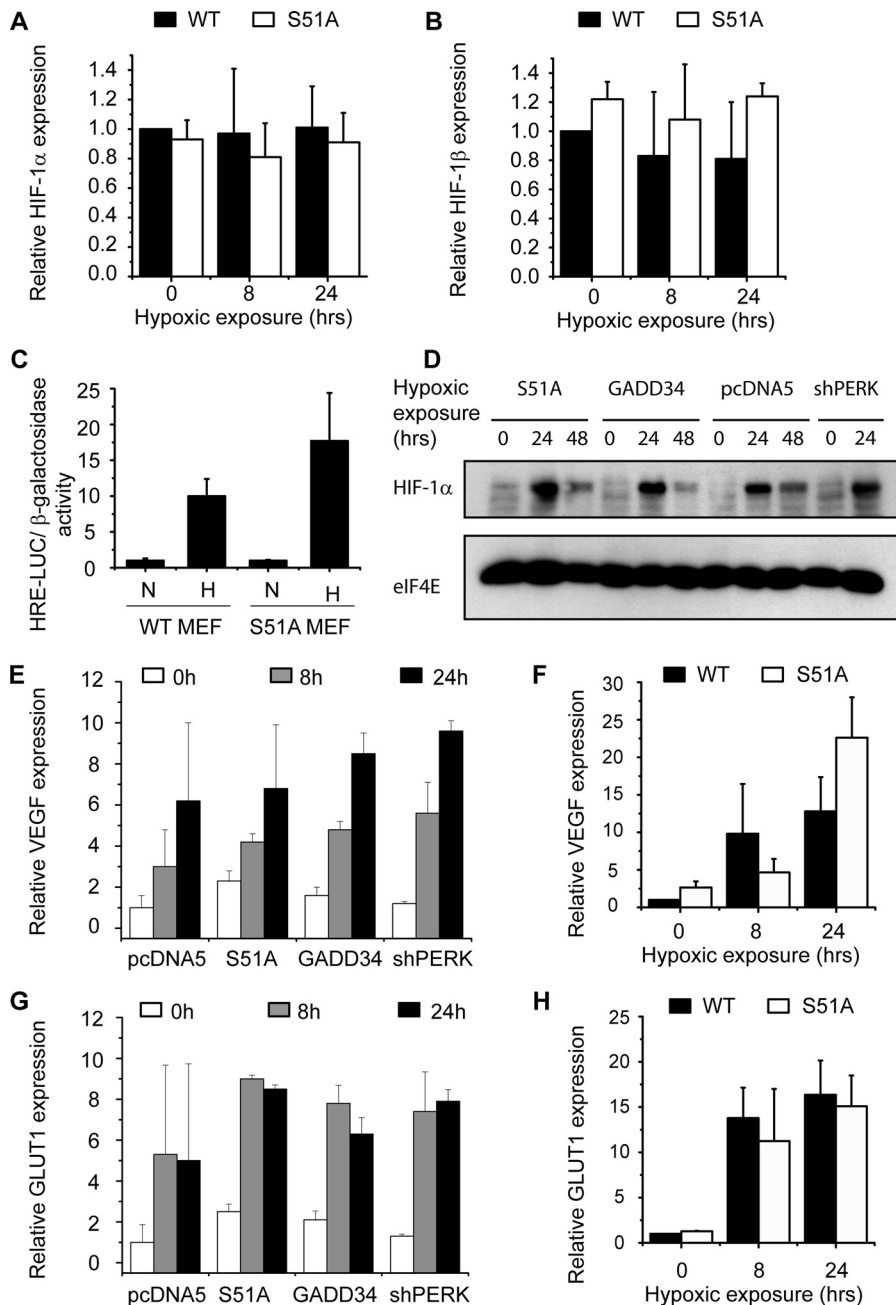 A
WT
S51A
Relative HIF-1α expression
1.4
1.2
1.0
0.8
0.6
0.4
0.2
0.0
0
8
24
Hypoxic exposure (hrs)
B
WT
S51A
Relative HIF-1β expression
1.4
1.2
1.0
0.8
0.6
0.4
0.2
0.0
0
8
24
Hypoxic exposure (hrs)
C
HRE-LUC/ β-galactosidase
activity
25
20
15
10
5
0
N
H
N
H
WT MEF
S51A MEF
D
Hypoxic
exposure
(hrs)
S51A
GADD34
pcDNA5
shPERK
0 24 48 0 24 48 0 24 48 0 24
HIF-1α
eIF4E
E
0h
8h
24h
Relative VEGF expression
12
10
8
6
4
2
0
pcDNA5
S51A
GADD34
shPERK
F
WT
S51A
Relative VEGF expression
30
25
20
15
10
5
0
0
8
24
Hypoxic exposure (hrs)
G
0h
8h
24h
Relative GLUT1 expression
12
10
8
6
4
2
0
pcDNA5
S51A
GADD34
shPERK
H
WT
S51A
Relative GLUT1 expression
25
20
15
10
5
0
0
8
24
Hypoxic exposure (hrs)